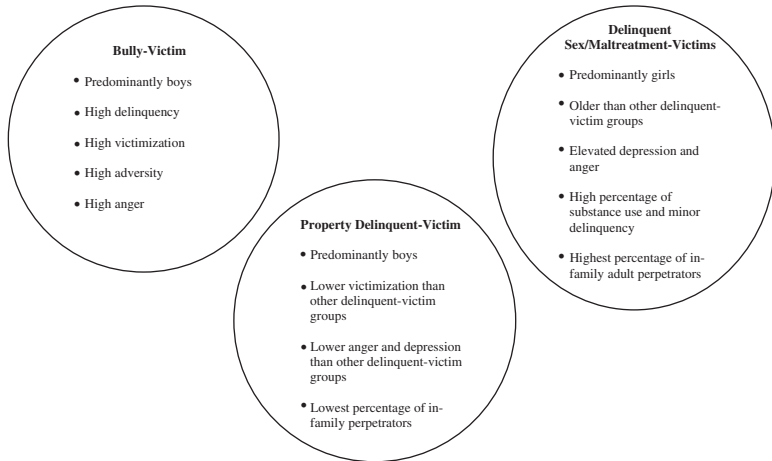 Bully-Victim
• Predominantly boys
• High delinquency
• High victimization
• High adversity
• High anger
Property Delinquent-Victim
• Predominantly boys
• Lower victimization than
other delinquent-victim
groups
• Lower anger and depression
than other delinquent-victim
groups
• Lowest percentage of in-
family perpetrators
Delinquent
Sex/Maltreatment-Victims
• Predominantly girls
• Older than other delinquent-
victim groups
• Elevated depression and
anger
• High percentage of
substance use and minor
delinquency
• Highest percentage of in-
family adult perpetrators